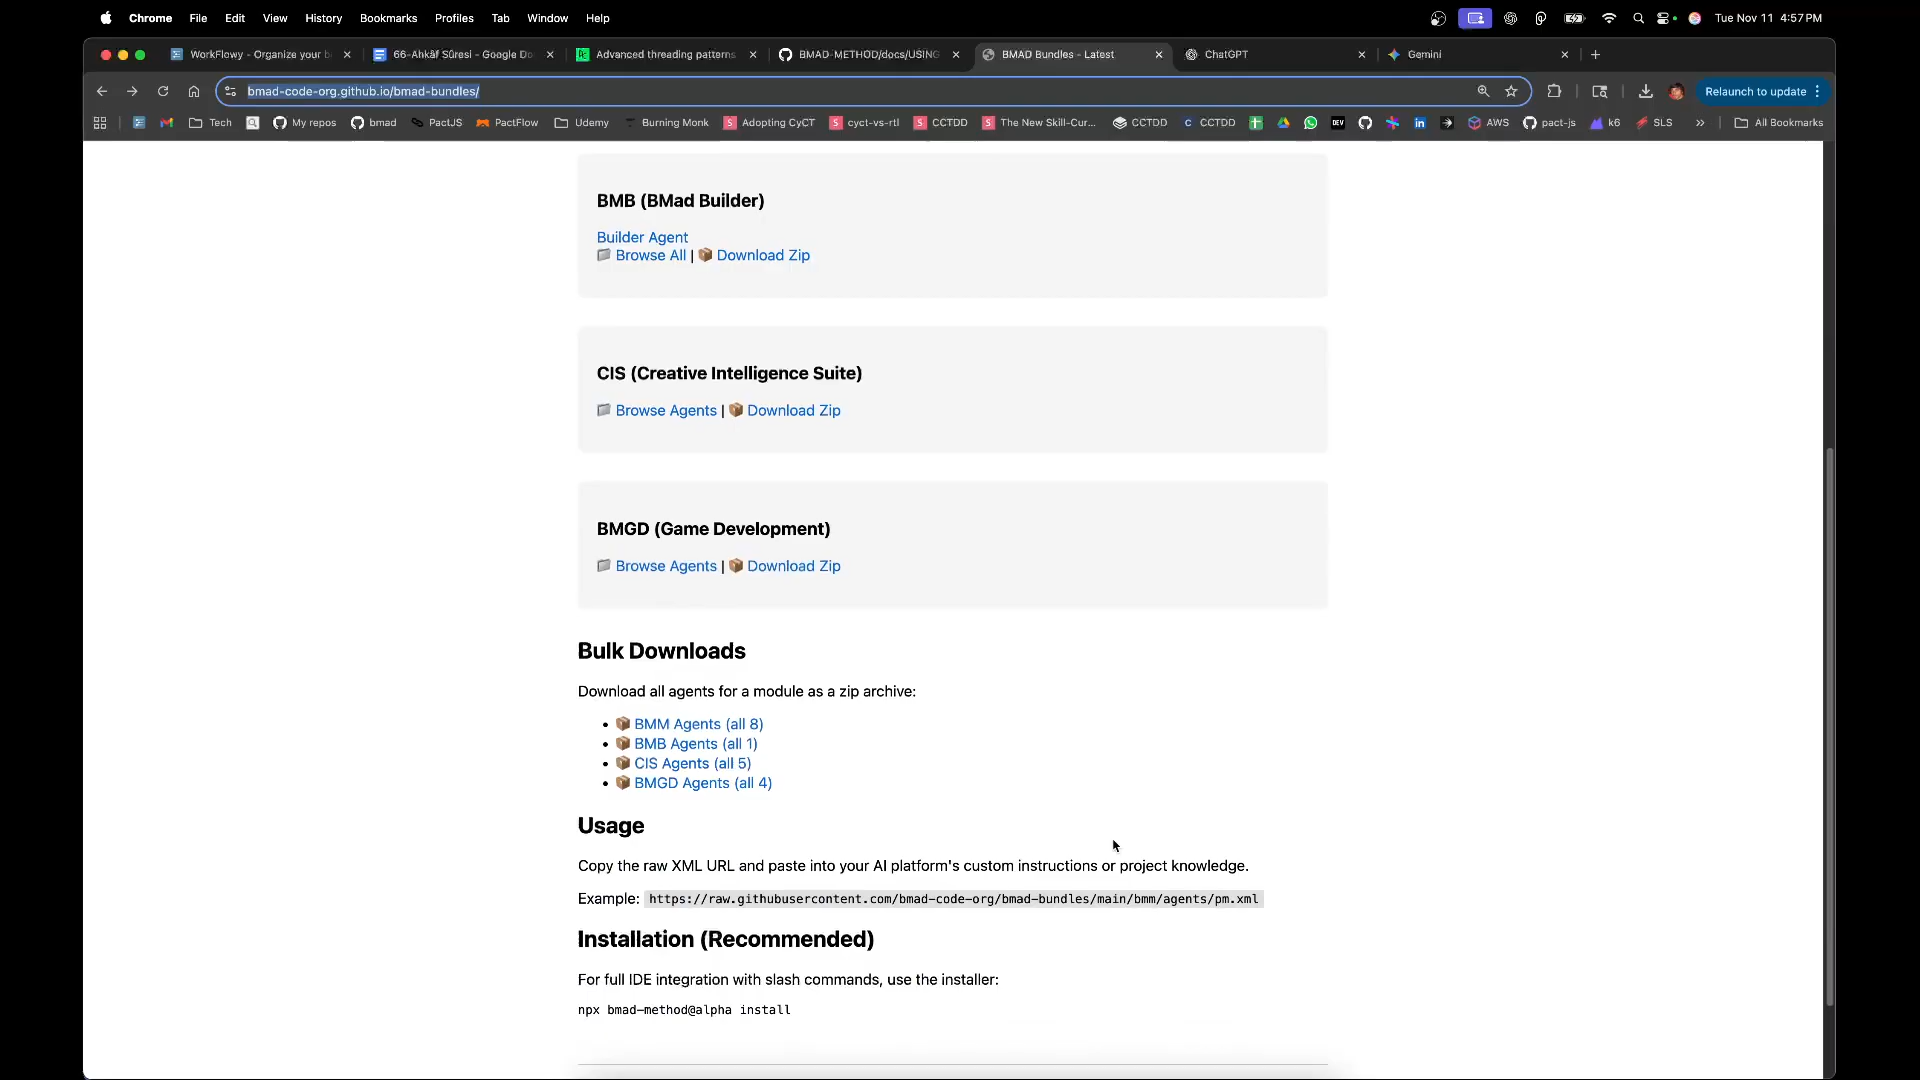 Chrome File Edit View History Bookmarks Profiles Tab Window Help Tue Nov 11 4:57 PM
WorkFlowy - Organize your b 66-Ahkâf Sûresi - Google Do Advanced threading patterns BMAD-METHOD/docs/USING BMAD Bundles - Latest ChatGPT Gemini
bmad-code-org.github.io/bmad-bundles/ Relaunch to update
Tech My repos bmad PactJS PactFlow Udemy Burning Monk Adopting CyCT cyct-vs-rtl CCTDD The New Skill-Cur... CCTDD CCTDD AWS pact-js k6 SLS » All Bookmarks
BMB (BMad Builder)
Builder Agent
Browse All | Download Zip
CIS (Creative Intelligence Suite)
Browse Agents | Download Zip
BMGD (Game Development)
Browse Agents | Download Zip
Bulk Downloads
Download all agents for a module as a zip archive:
BMM Agents (all 8)
BMB Agents (all 1)
CIS Agents (all 5)
BMGD Agents (all 4)
Usage
Copy the raw XML URL and paste into your AI platform's custom instructions or project knowledge.
Example: https://raw.githubusercontent.com/bmad-code-org/bmad-bundles/main/bmm/agents/pm.xml
Installation (Recommended)
For full IDE integration with slash commands, use the installer:
npx bmad-method@alpha install